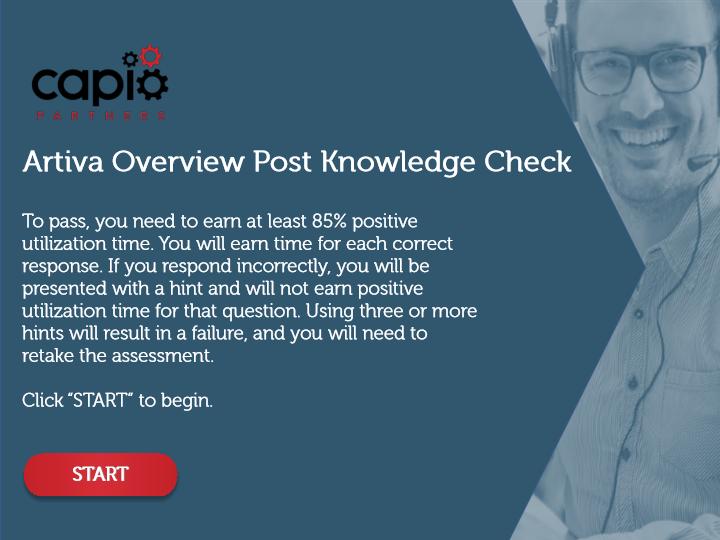 capio
PARTNERS
Artiva Overview Post Knowledge Check
To pass, you need to earn at least 85% positive
utilization time. You will earn time for each correct
response. If you respond incorrectly, you will be
presented with a hint and will not earn positive
utilization time for that question. Using three or more
hints will result in a failure, and you will need to
retake the assessment.
Click “START” to begin.
START